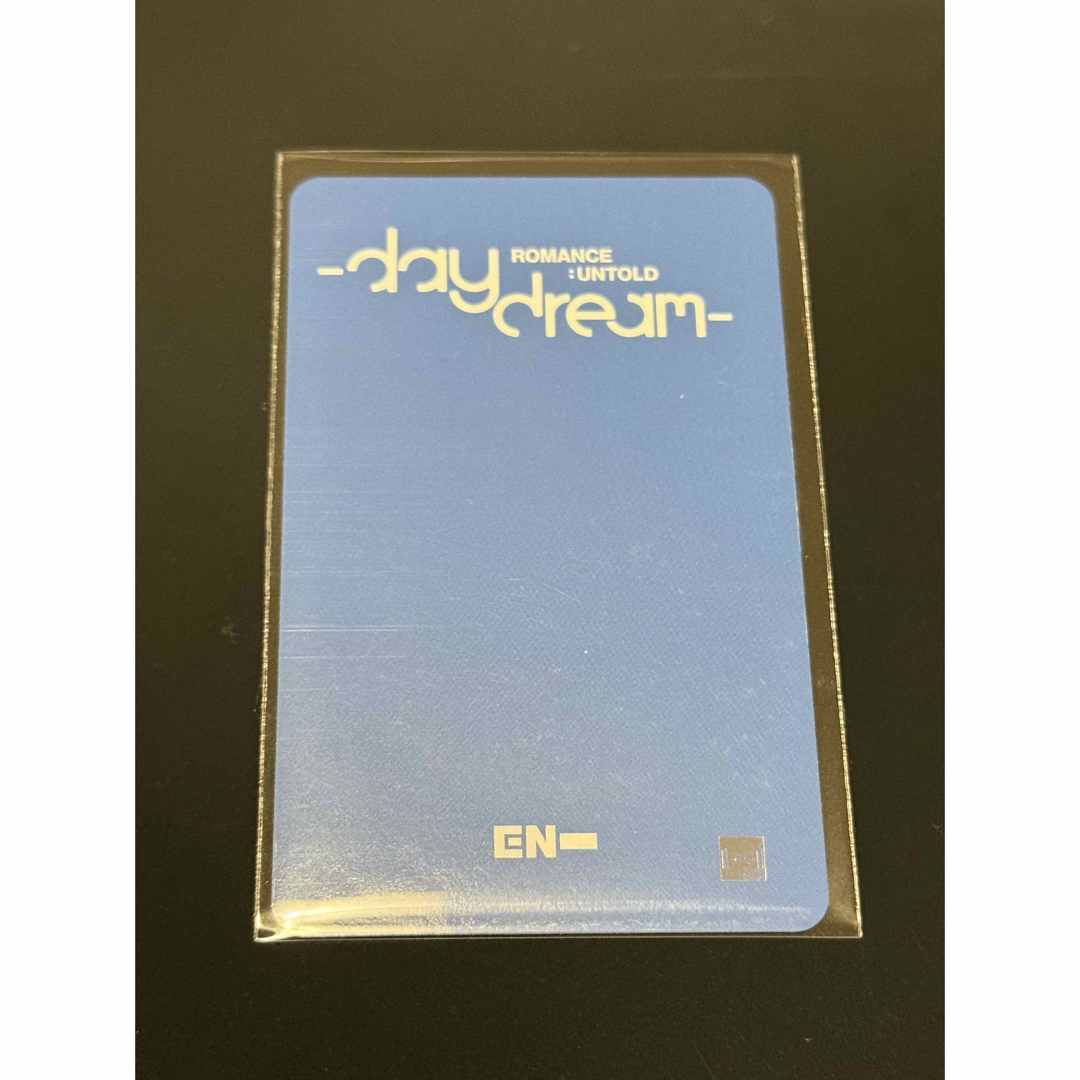 -day
ROMANCE
: UNTOLD
dream-
EN-